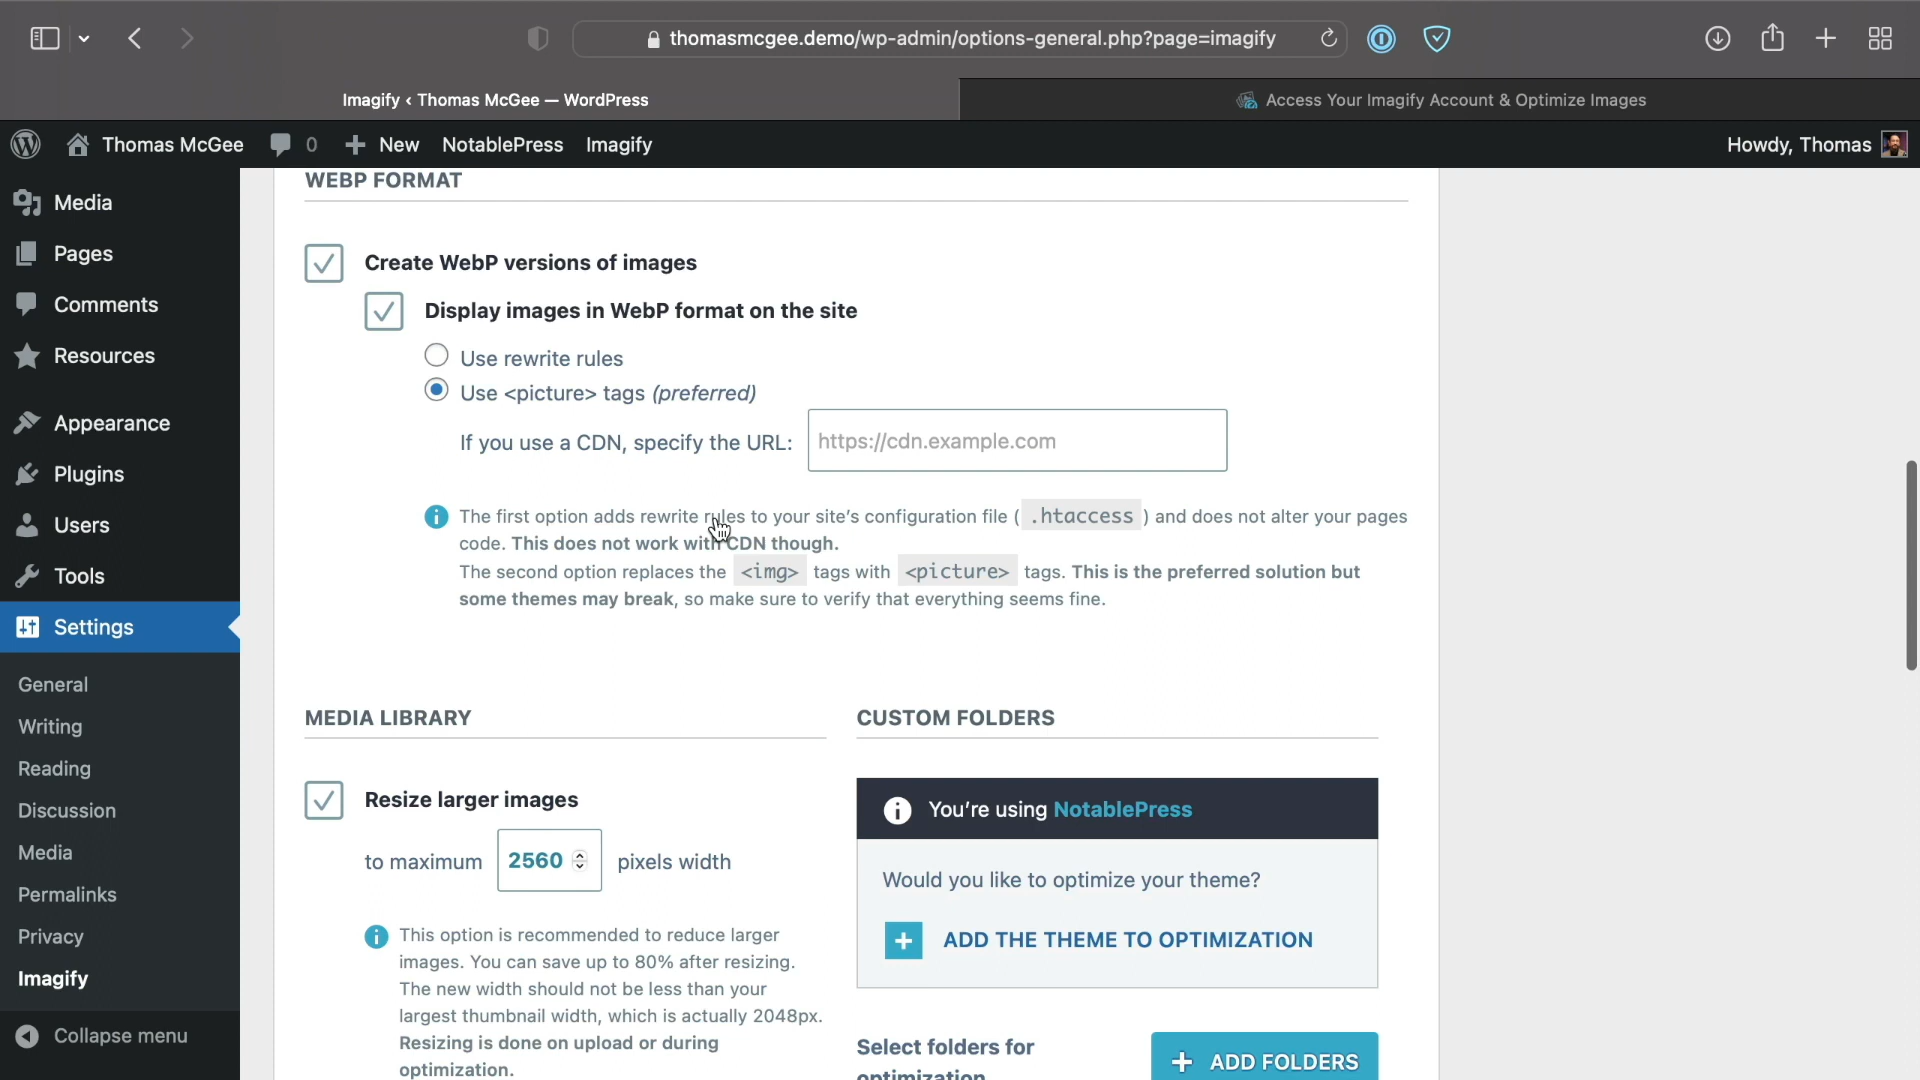 thomasmcgee.demo/wp-admin/options-general.php?page=imagify
Imagify ‹ Thomas McGee — WordPress
Access Your Imagify Account & Optimize Images
Thomas McGee 0 New NotablePress Imagify Howdy, Thomas
Media
Pages
Comments
Resources
Appearance
Plugins
Users
Tools
Settings
General
Writing
Reading
Discussion
Media
Permalinks
Privacy
Imagify
Collapse menu
WEBP FORMAT
Create WebP versions of images
Display images in WebP format on the site
Use rewrite rules
Use <picture> tags (preferred)
If you use a CDN, specify the URL: https://cdn.example.com
The first option adds rewrite rules to your site's configuration file ( .htaccess ) and does not alter your pages
code. This does not work with CDN though.
The second option replaces the <img> tags with <picture> tags. This is the preferred solution but
some themes may break, so make sure to verify that everything seems fine.
MEDIA LIBRARY
Resize larger images
to maximum 2560 pixels width
This option is recommended to reduce larger
images. You can save up to 80% after resizing.
The new width should not be less than your
largest thumbnail width, which is actually 2048px.
Resizing is done on upload or during
optimization.
CUSTOM FOLDERS
You're using NotablePress
Would you like to optimize your theme?
+ ADD THE THEME TO OPTIMIZATION
Select folders for
optimization
+ ADD FOLDERS